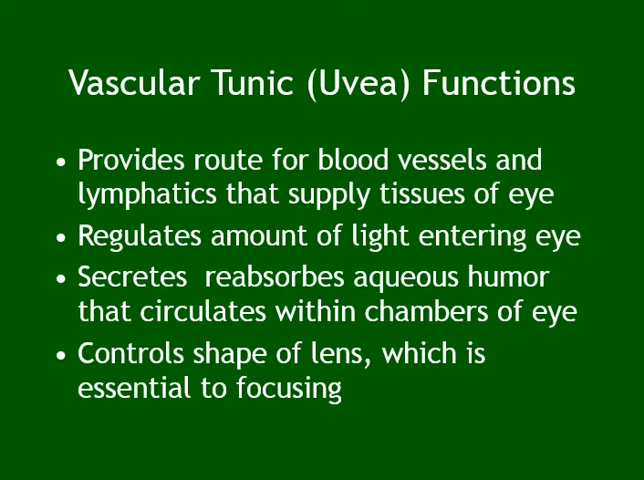 Vascular Tunic (Uvea) Functions
• Provides route for blood vessels and
lymphatics that supply tissues of eye
• Regulates amount of light entering eye
• Secretes  reabsorbes aqueous humor
that circulates within chambers of eye
• Controls shape of lens, which is
essential to focusing